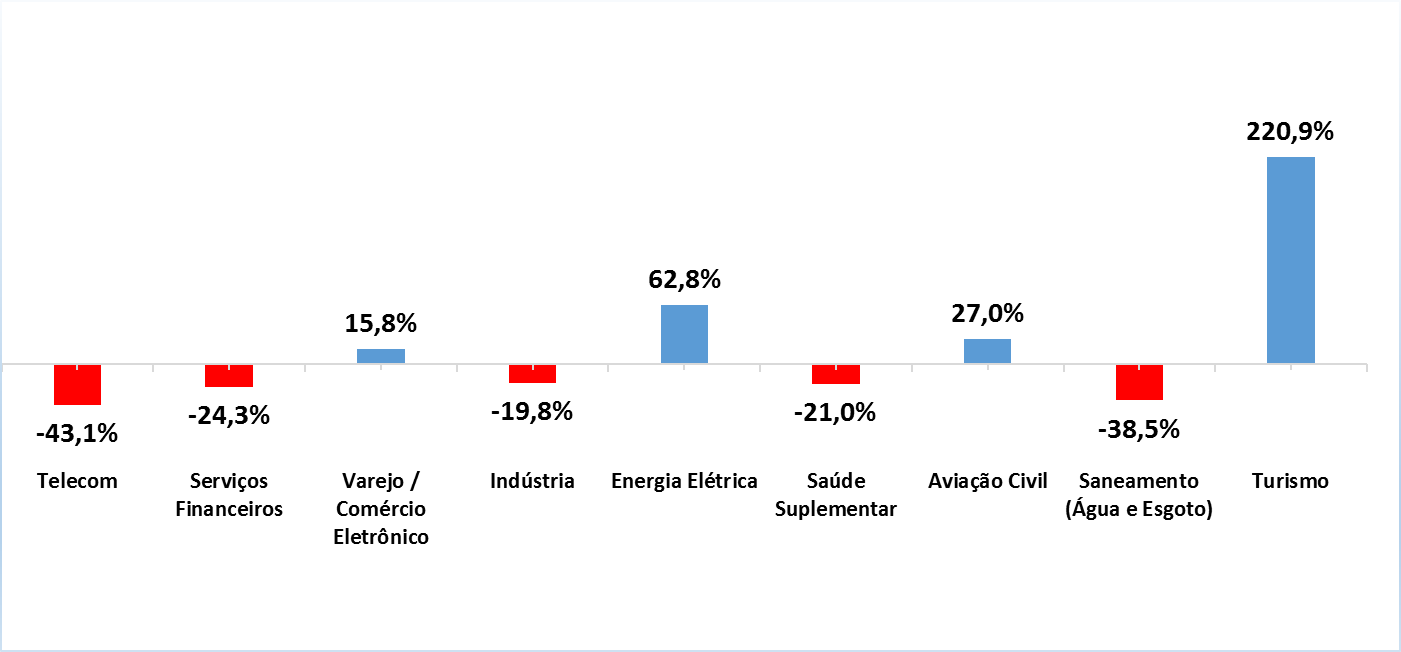 220,9%
62,8%
15,8%
27,0%
-43,1%
-24,3%
-19,8%
-21,0%
-38,5%
Telecom
Serviços
Financeiros
Varejo /
Comércio
Eletrônico
Indústria
Energia Elétrica
Saúde
Suplementar
Aviação Civil
Saneamento
(Água e Esgoto)
Turismo